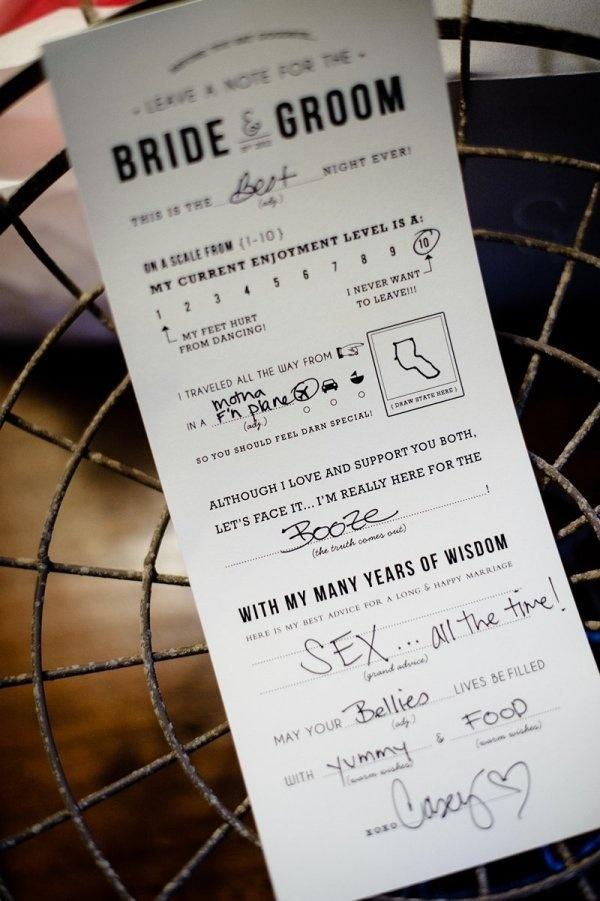 - LEAVE A NOTE FOR THE -
BRIDE & GROOM
THIS IS THE Best NIGHT EVER!
(adj.)
ON A SCALE FROM {1-10}
MY CURRENT ENJOYMENT LEVEL IS A:
1 2 3 4 5 6 7 8 9 10
MY FEET HURT
FROM DANCING!
I NEVER WANT
TO LEAVE!!!
I TRAVELED ALL THE WAY FROM
IN A motha
F'n plane
(adj.)
(DRAW STATE HERE)
SO YOU SHOULD FEEL DARN SPECIAL!
ALTHOUGH I LOVE AND SUPPORT YOU BOTH,
LET'S FACE IT... I'M REALLY HERE FOR THE
Booze !
(the truth comes out)
WITH MY MANY YEARS OF WISDOM
HERE IS MY BEST ADVICE FOR A LONG & HAPPY MARRIAGE
SEX ... all the time!
(grand advice)
MAY YOUR Bellies LIVES BE FILLED
(adj.)
WITH yummy & FOOD
(warm wishes) (warm wishes)
XOXO Casey